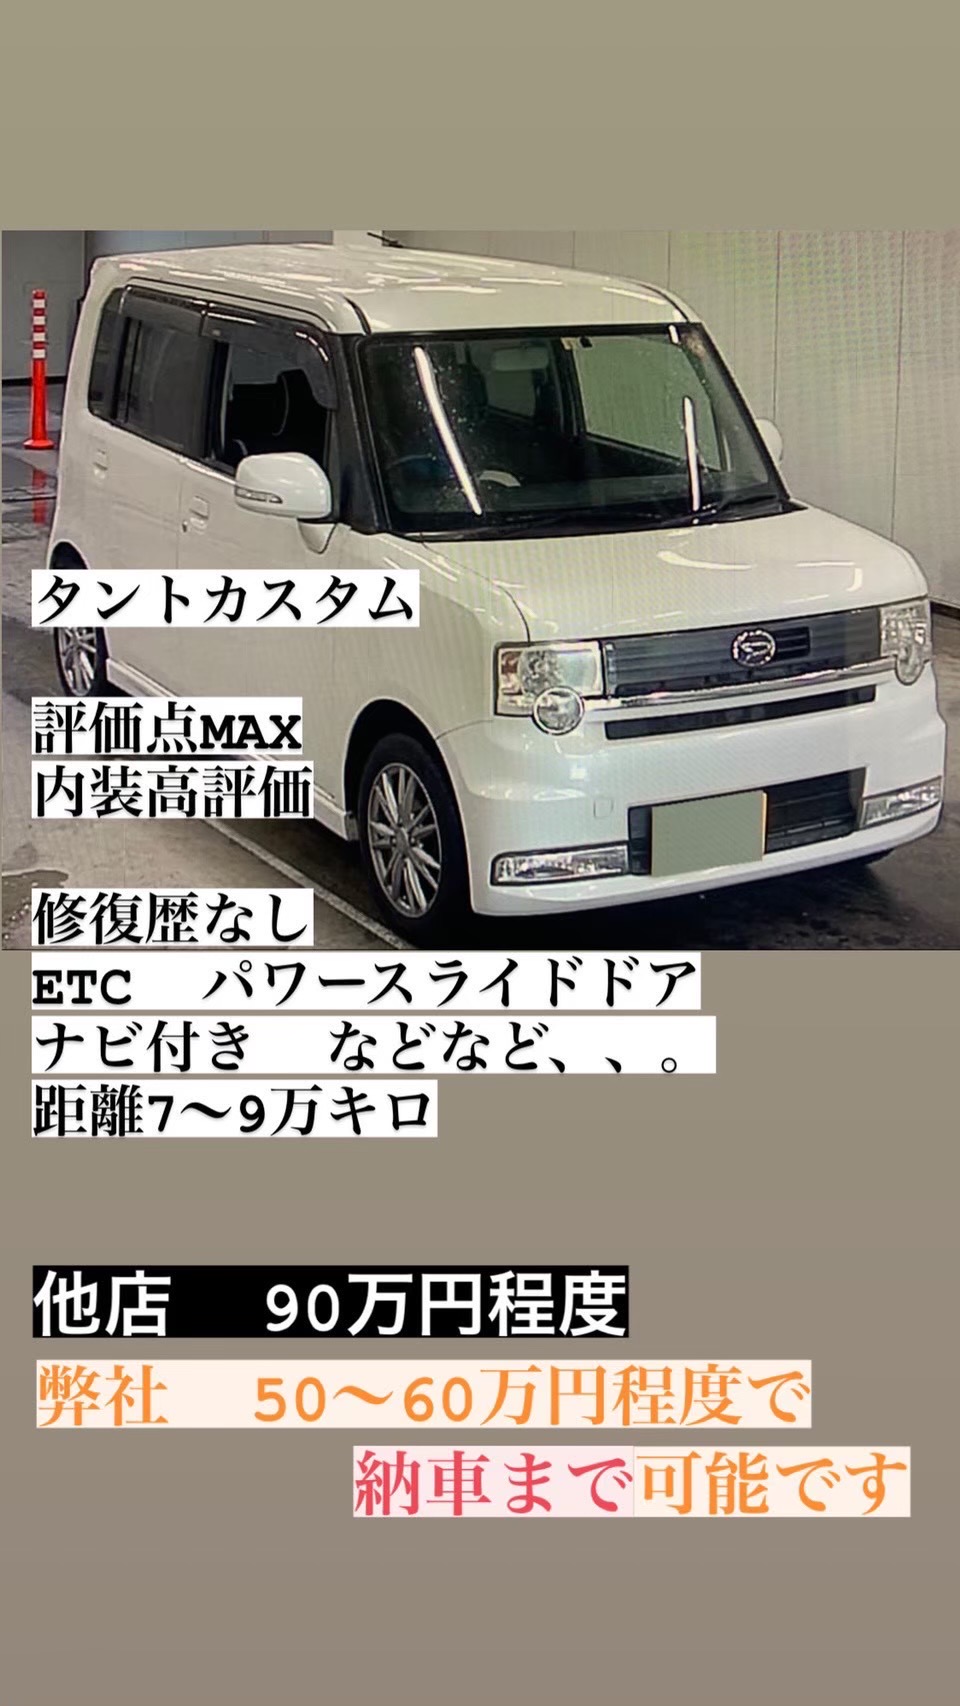 タントカスタム
評価点MAX
内装高評価
修復歴なし
ETC　パワースライドドア
ナビ付き　などなど、、。
距離7〜9万キロ
他店　90万円程度
弊社　50〜60万円程度で
納車まで可能です